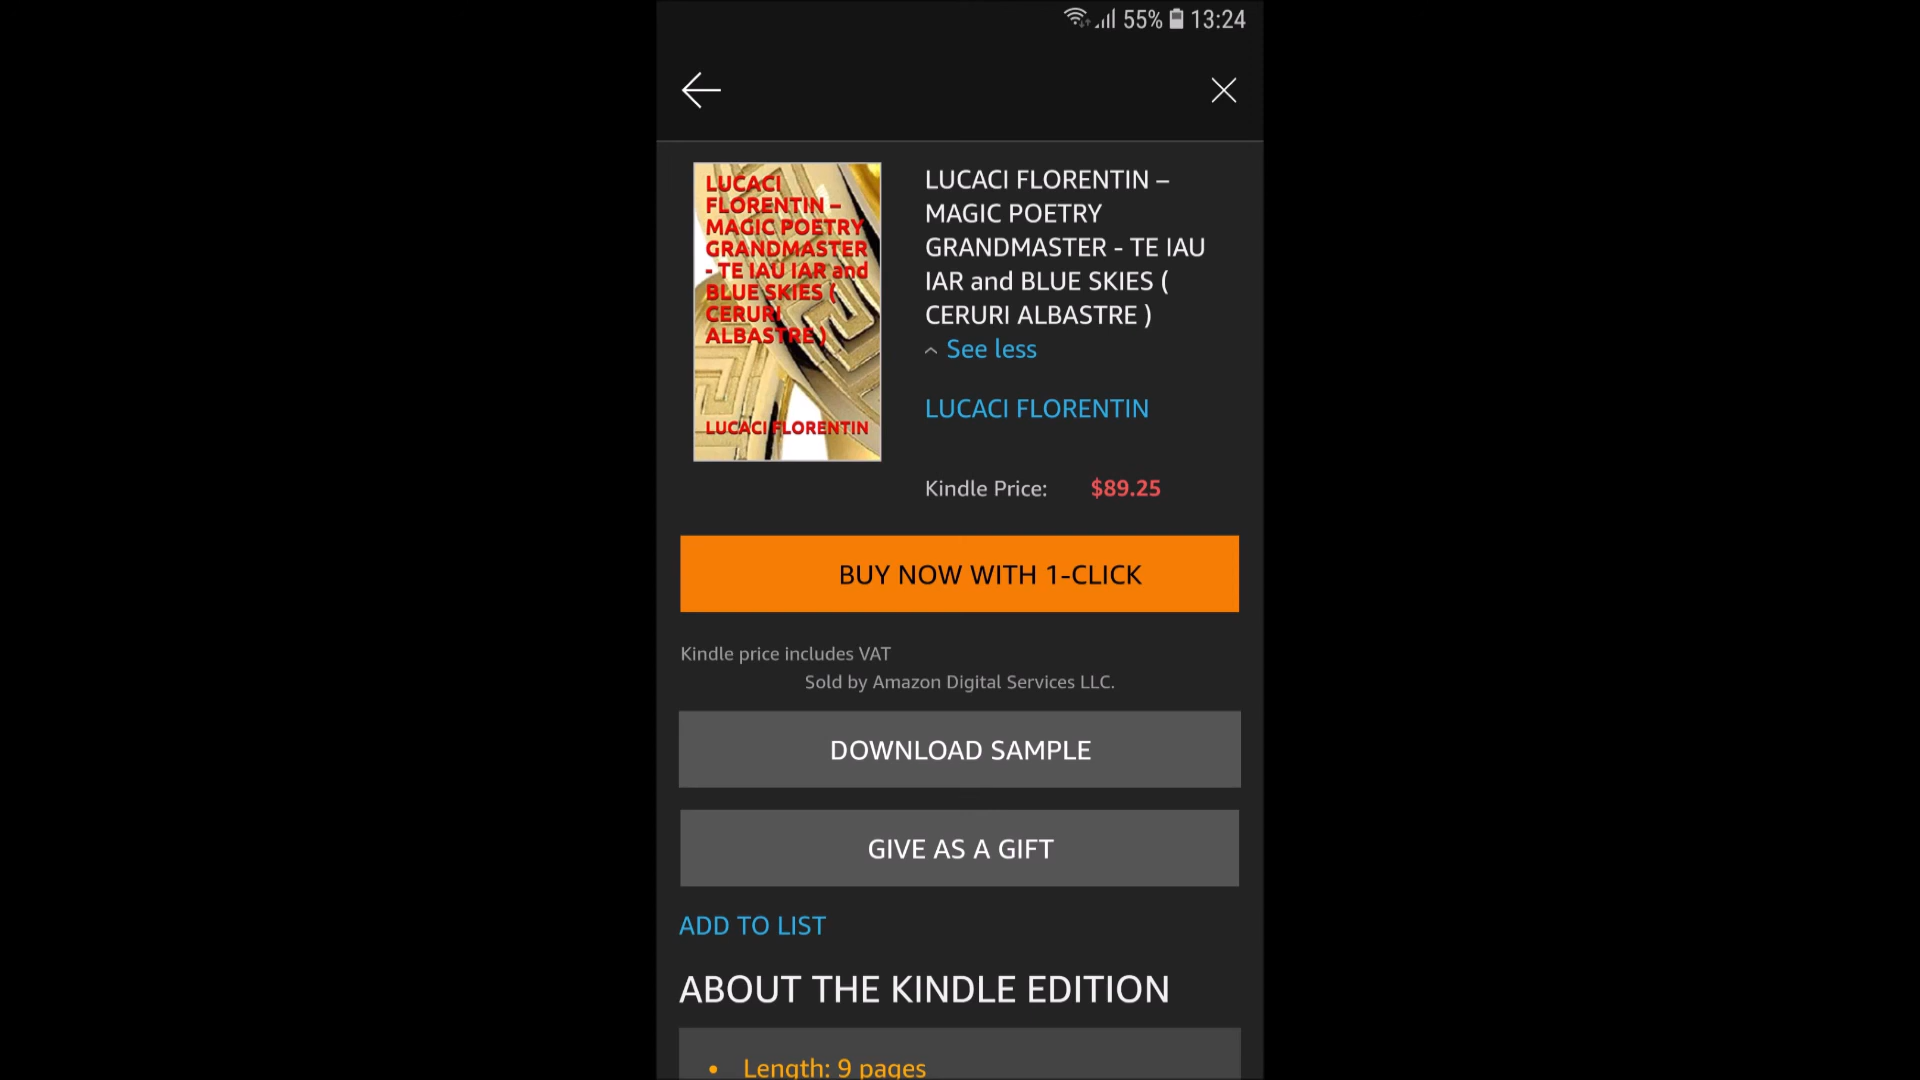 55% 13:24
LUCACI
FLORENTIN –
MAGIC POETRY
GRANDMASTER
- TE IAU IAR and
BLUE SKIES (
CERURI
ALBASTRE )
LUCACI FLORENTIN
LUCACI FLORENTIN –
MAGIC POETRY
GRANDMASTER - TE IAU
IAR and BLUE SKIES (
CERURI ALBASTRE )
See less
LUCACI FLORENTIN
Kindle Price: $89.25
BUY NOW WITH 1-CLICK
Kindle price includes VAT
Sold by Amazon Digital Services LLC.
DOWNLOAD SAMPLE
GIVE AS A GIFT
ADD TO LIST
ABOUT THE KINDLE EDITION
• Length: 9 pages